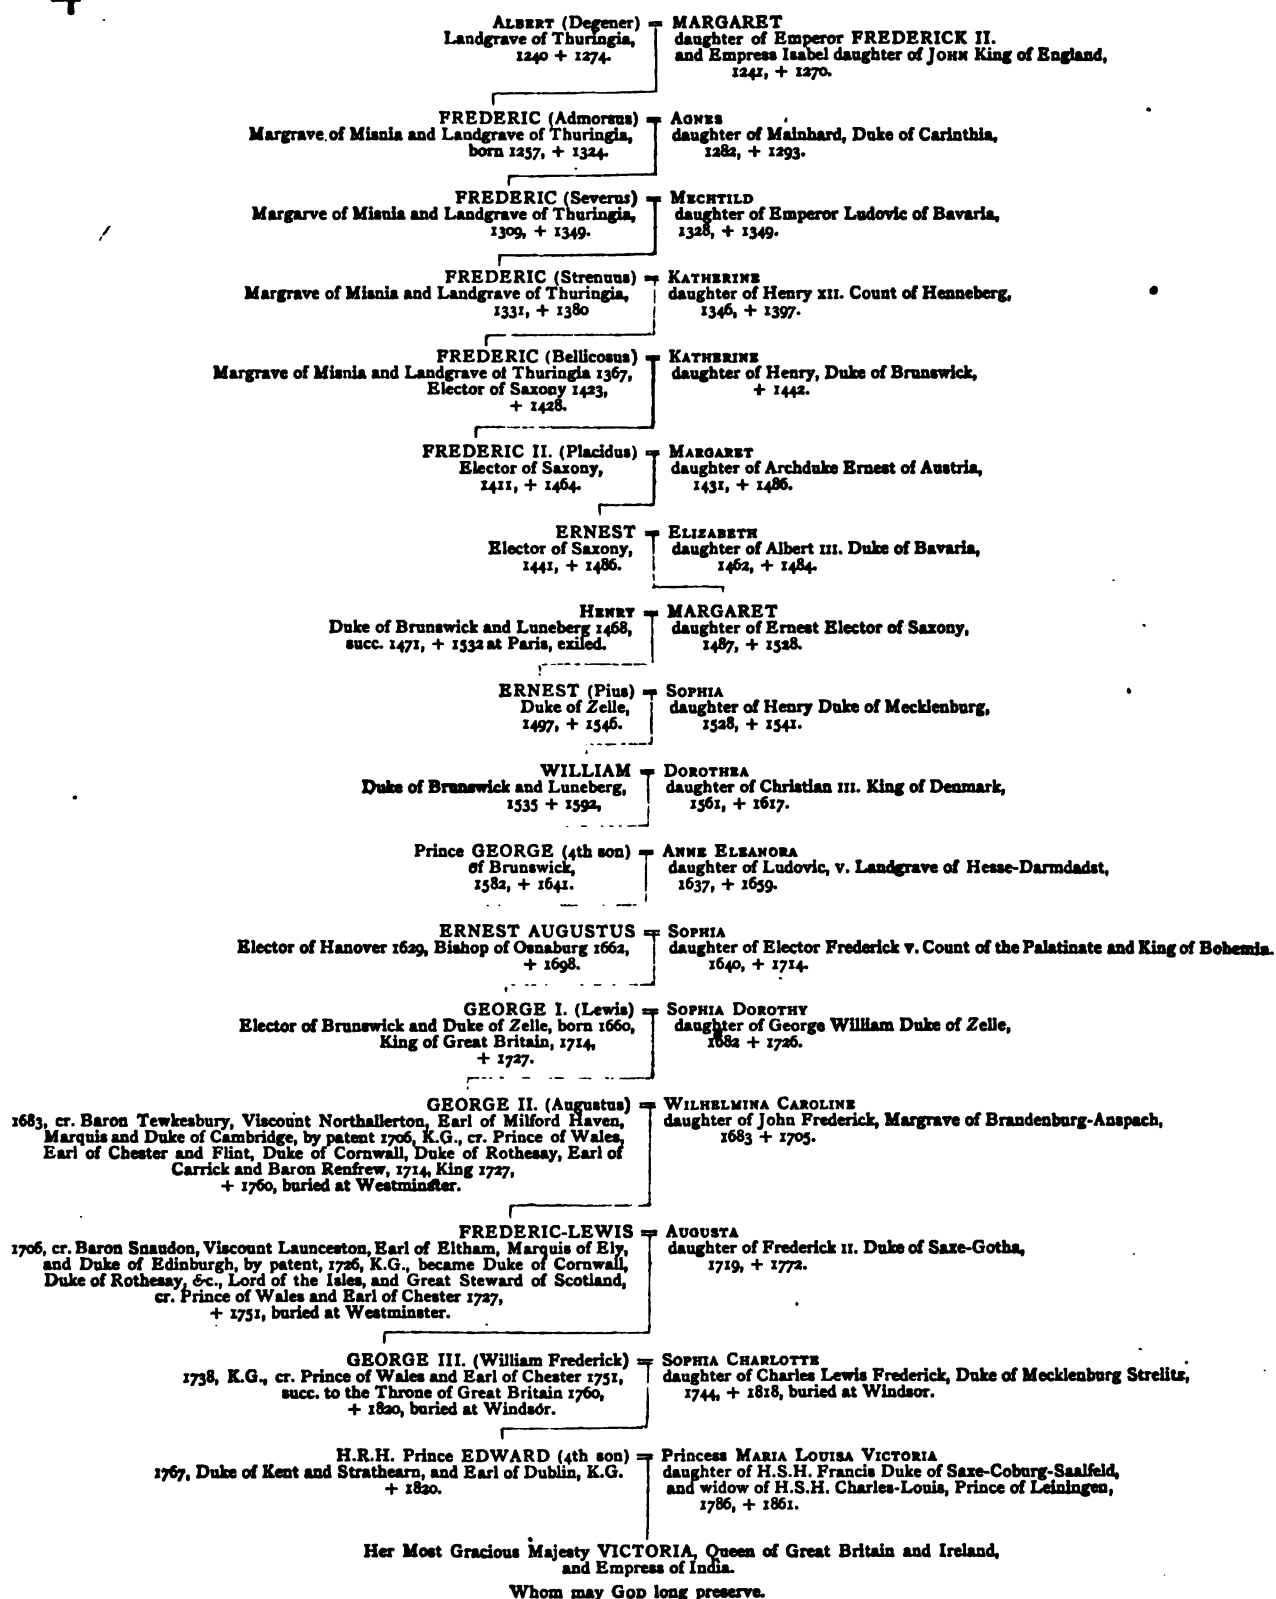 ALBERT (Degener) = MARGARET
Landgrave of Thuringia, daughter of Emperor FREDERICK II.
1240 + 1274. and Empress Isabel daughter of JOHN King of England,
1241, + 1270.
FREDERIC (Admorsus) = AGNES
Margrave of Misnia and Landgrave of Thuringia, daughter of Mainhard, Duke of Carinthia,
born 1257, + 1324. 1282, + 1293.
FREDERIC (Severus) = MECHTILD
Margarve of Misnia and Landgrave of Thuringia, daughter of Emperor Ludovic of Bavaria,
1309, + 1349. 1328, + 1349.
FREDERIC (Strenuus) = KATHERINE
Margrave of Misnia and Landgrave of Thuringia, daughter of Henry XII. Count of Henneberg,
1331, + 1380 1346, + 1397.
FREDERIC (Bellicosus) = KATHERINE
Margrave of Misnia and Landgrave of Thuringia 1367, daughter of Henry, Duke of Brunswick,
Elector of Saxony 1423, + 1442.
+ 1428.
FREDERIC II. (Placidus) = MARGARET
Elector of Saxony, daughter of Archduke Ernest of Austria,
1411, + 1464. 1431, + 1486.
ERNEST = ELIZABETH
Elector of Saxony, daughter of Albert III. Duke of Bavaria,
1441, + 1486. 1462, + 1484.
HENRY = MARGARET
Duke of Brunswick and Luneberg 1468, daughter of Ernest Elector of Saxony,
succ. 1471, + 1532 at Paris, exiled. 1487, + 1528.
ERNEST (Pius) = SOPHIA
Duke of Zelle, daughter of Henry Duke of Mecklenburg,
1497, + 1546. 1528, + 1541.
WILLIAM = DOROTHEA
Duke of Brunswick and Luneberg, daughter of Christian III. King of Denmark,
1535 + 1592, 1561, + 1617.
Prince GEORGE (4th son) = ANNE ELEANORA
of Brunswick, daughter of Ludovic, V. Landgrave of Hesse-Darmdadst,
1582, + 1641. 1637, + 1659.
ERNEST AUGUSTUS = SOPHIA
Elector of Hanover 1629, Bishop of Osnaburg 1662, daughter of Elector Frederick V. Count of the Palatinate and King of Bohemia.
+ 1698. 1640, + 1714.
GEORGE I. (Lewis) = SOPHIA DOROTHY
Elector of Brunswick and Duke of Zelle, born 1660, daughter of George William Duke of Zelle,
King of Great Britain, 1714, 1682 + 1726.
+ 1727.
GEORGE II. (Augustus) = WILHELMINA CAROLINE
1683, cr. Baron Tewkesbury, Viscount Northallerton, Earl of Milford Haven, daughter of John Frederick, Margrave of Brandenburg-Anspach,
Marquis and Duke of Cambridge, by patent 1706, K.G., cr. Prince of Wales, 1683 + 1705.
Earl of Chester and Flint, Duke of Cornwall, Duke of Rothesay, Earl of
Carrick and Baron Renfrew, 1714, King 1727,
+ 1760, buried at Westminster.
FREDERIC-LEWIS = AUGUSTA
1706, cr. Baron Snaudon, Viscount Launceston, Earl of Eltham, Marquis of Ely, daughter of Frederick II. Duke of Saxe-Gotha,
and Duke of Edinburgh, by patent, 1726, K.G., became Duke of Cornwall, 1719, + 1772.
Duke of Rothesay, &c., Lord of the Isles, and Great Steward of Scotland,
cr. Prince of Wales and Earl of Chester 1727,
+ 1751, buried at Westminster.
GEORGE III. (William Frederick) = SOPHIA CHARLOTTE
1738, K.G., cr. Prince of Wales and Earl of Chester 1751, daughter of Charles Lewis Frederick, Duke of Mecklenburg Strelitz,
succ. to the Throne of Great Britain 1760, 1744, + 1818, buried at Windsor.
+ 1820, buried at Windsor.
H.R.H. Prince EDWARD (4th son) = Princess MARIA LOUISA VICTORIA
1767, Duke of Kent and Strathearn, and Earl of Dublin, K.G. daughter of H.S.H. Francis Duke of Saxe-Coburg-Saalfeld,
+ 1820. and widow of H.S.H. Charles-Louis, Prince of Leiningen,
1786, + 1861.
Her Most Gracious Majesty VICTORIA, Queen of Great Britain and Ireland,
and Empress of India.
Whom may GOD long preserve.